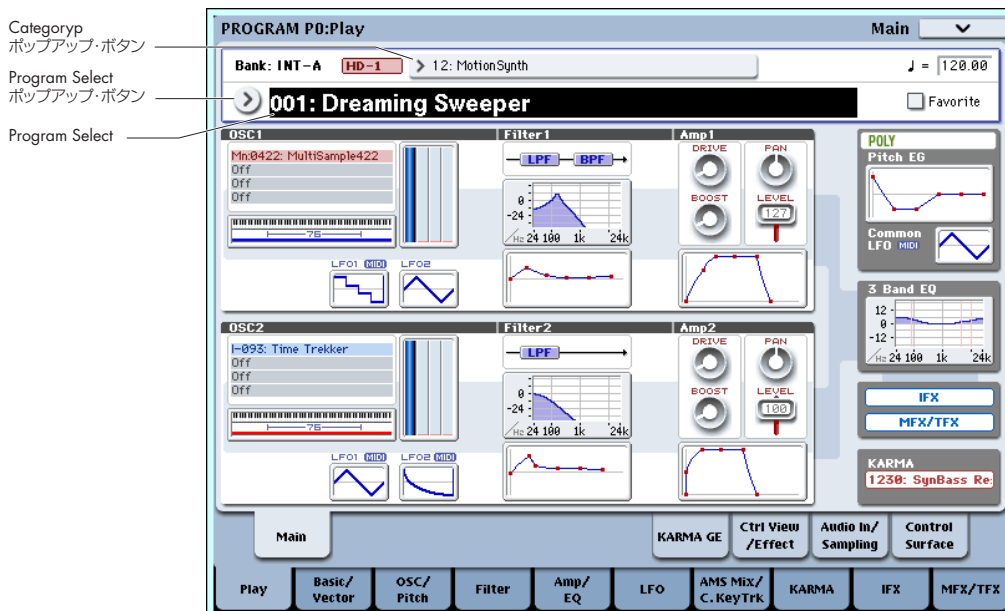 Categoryp
ポップアップ・ボタン
Program Select
ポップアップ・ボタン
Program Select
PROGRAM P0:Play
Main
Bank: INT-A
HD-1
12: MotionSynth
♩ = 120.00
001: Dreaming Sweeper
Favorite
OSC1
Filter1
Amp1
Mn:0422: MultiSample422
Off
Off
Off
76
LFO1 MIDI
LFO2
LPF
BPF
0
-24
Hz 24 100 1k 24k
DRIVE
PAN
BOOST
LEVEL
127
POLY
Pitch EG
Common
LFO MIDI
3 Band EQ
12
0
-12
Hz 24 100 1k 24k
OSC2
Filter2
Amp2
I-093: Time Trekker
Off
Off
Off
76
LFO1 MIDI
LFO2 MIDI
LPF
0
-24
Hz 24 100 1k 24k
DRIVE
PAN
BOOST
LEVEL
100
IFX
MFX/TFX
KARMA
1230: SynBass Re:
Main
KARMA GE
Ctrl View
/Effect
Audio In/
Sampling
Control
Surface
Play
Basic/
Vector
OSC/
Pitch
Filter
Amp/
EQ
LFO
AMS Mix/
C.KeyTrk
KARMA
IFX
MFX/TFX